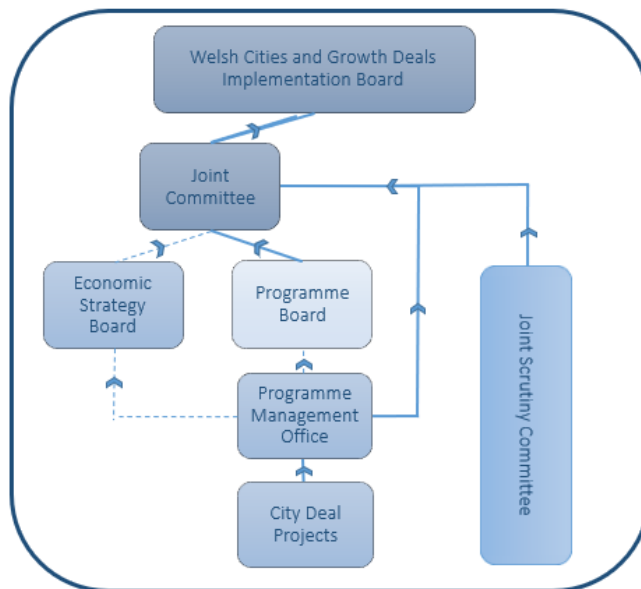 Welsh Cities and Growth Deals
Implementation Board
Joint
Committee
Economic
Strategy
Board
Programme
Board
Programme
Management
Office
City Deal
Projects
Joint Scrutiny Committee